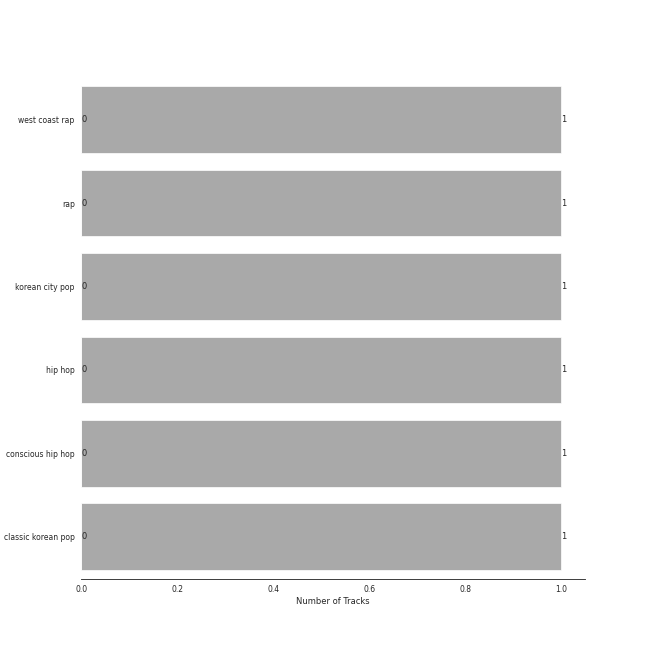 west coast rap 0 1
rap 0 1
korean city pop 0 1
hip hop 0 1
conscious hip hop 0 1
classic korean pop 0 1
0.0 0.2 0.4 0.6 0.8 1.0
Number of Tracks